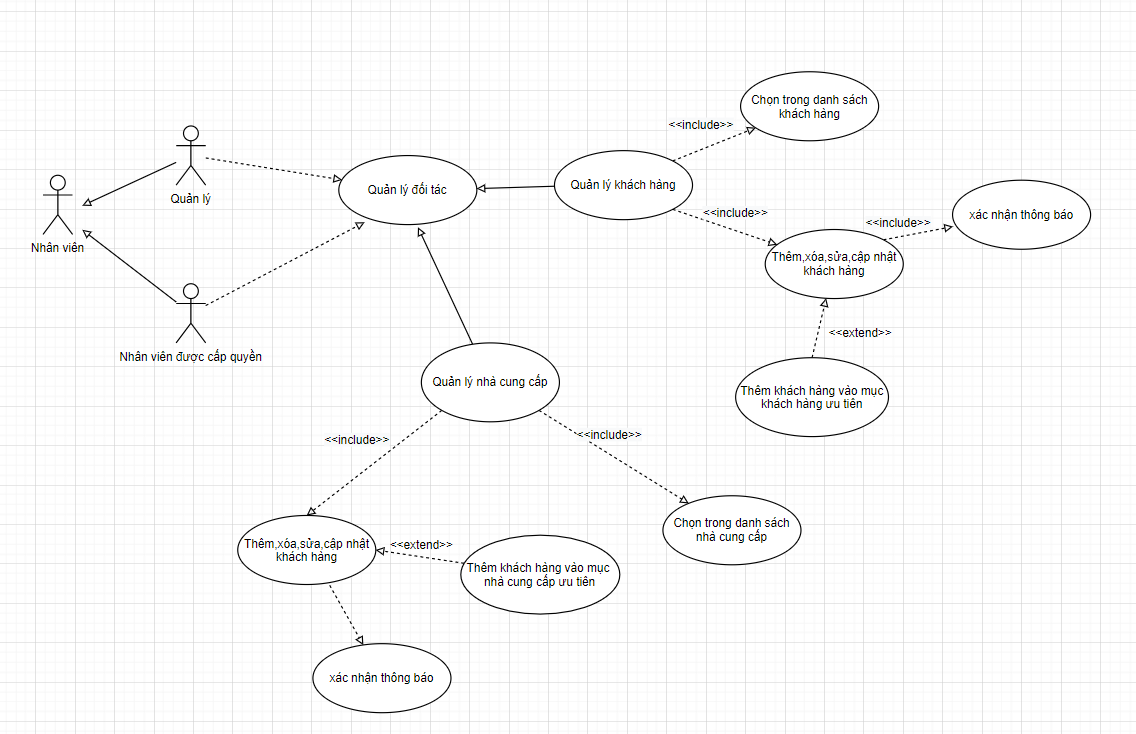 Chọn trong danh sách
khách hàng
<<include>>
Quản lý
Quản lý đối tác
Quản lý khách hàng
<<include>>
<<include>>
xác nhận thông báo
Nhân viên
Thêm,xóa,sửa,cập nhật
khách hàng
<<extend>>
Nhân viên được cấp quyền
Quản lý nhà cung cấp
Thêm khách hàng vào mục
khách hàng ưu tiên
<<include>>
<<include>>
Chọn trong danh sách
nhà cung cấp
Thêm,xóa,sửa,cập nhật
khách hàng
<<extend>>
Thêm khách hàng vào mục
nhà cung cấp ưu tiên
xác nhận thông báo